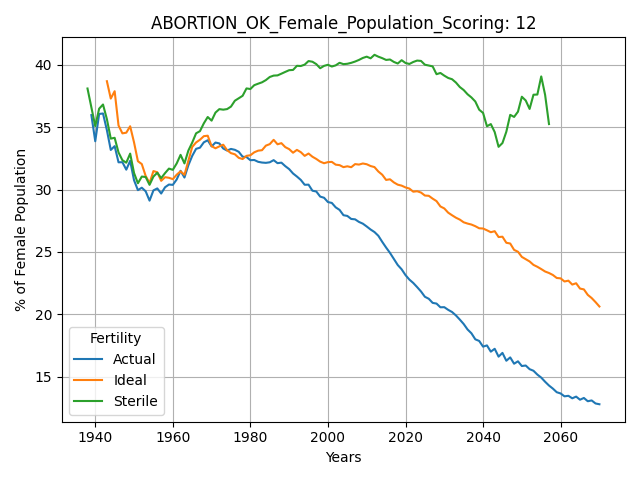 ABORTION_OK_Female_Population_Scoring: 12
% of Female Population
40
35
30
25
20
15
Fertility
Actual
Ideal
Sterile
1940
1960
1980
2000
2020
2040
2060
Years